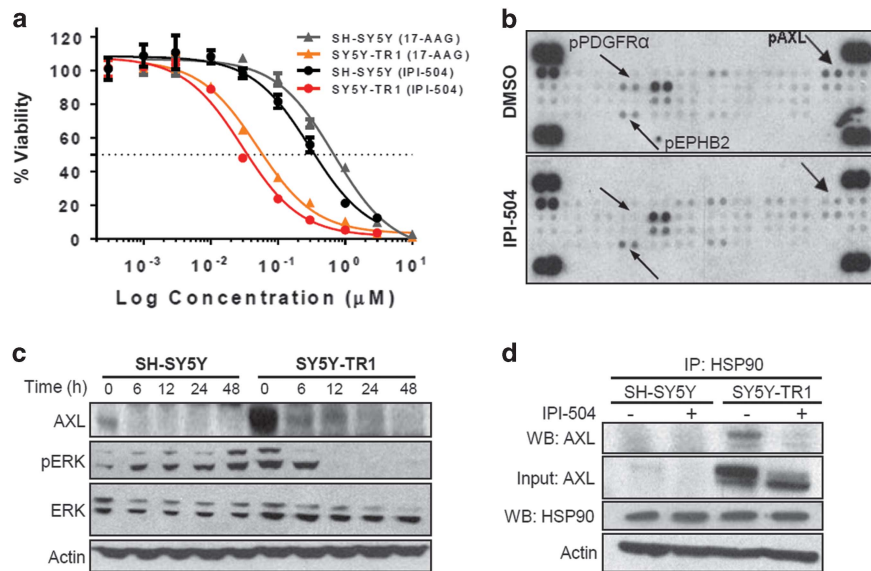 a
120
100
80
60
40
20
0
% Viability
SH-SY5Y (17-AAG)
SY5Y-TR1 (17-AAG)
SH-SY5Y (IPI-504)
SY5Y-TR1 (IPI-504)
10⁻³ 10⁻² 10⁻¹ 10⁰ 10¹
Log Concentration (μM)
b
DMSO
IPI-504
pPDGFRα
pAXL
pEPHB2
c
SH-SY5Y SY5Y-TR1
Time (h) 0 6 12 24 48 0 6 12 24 48
AXL
pERK
ERK
Actin
d
IP: HSP90
SH-SY5Y SY5Y-TR1
IPI-504 - + - +
WB: AXL
Input: AXL
WB: HSP90
Actin